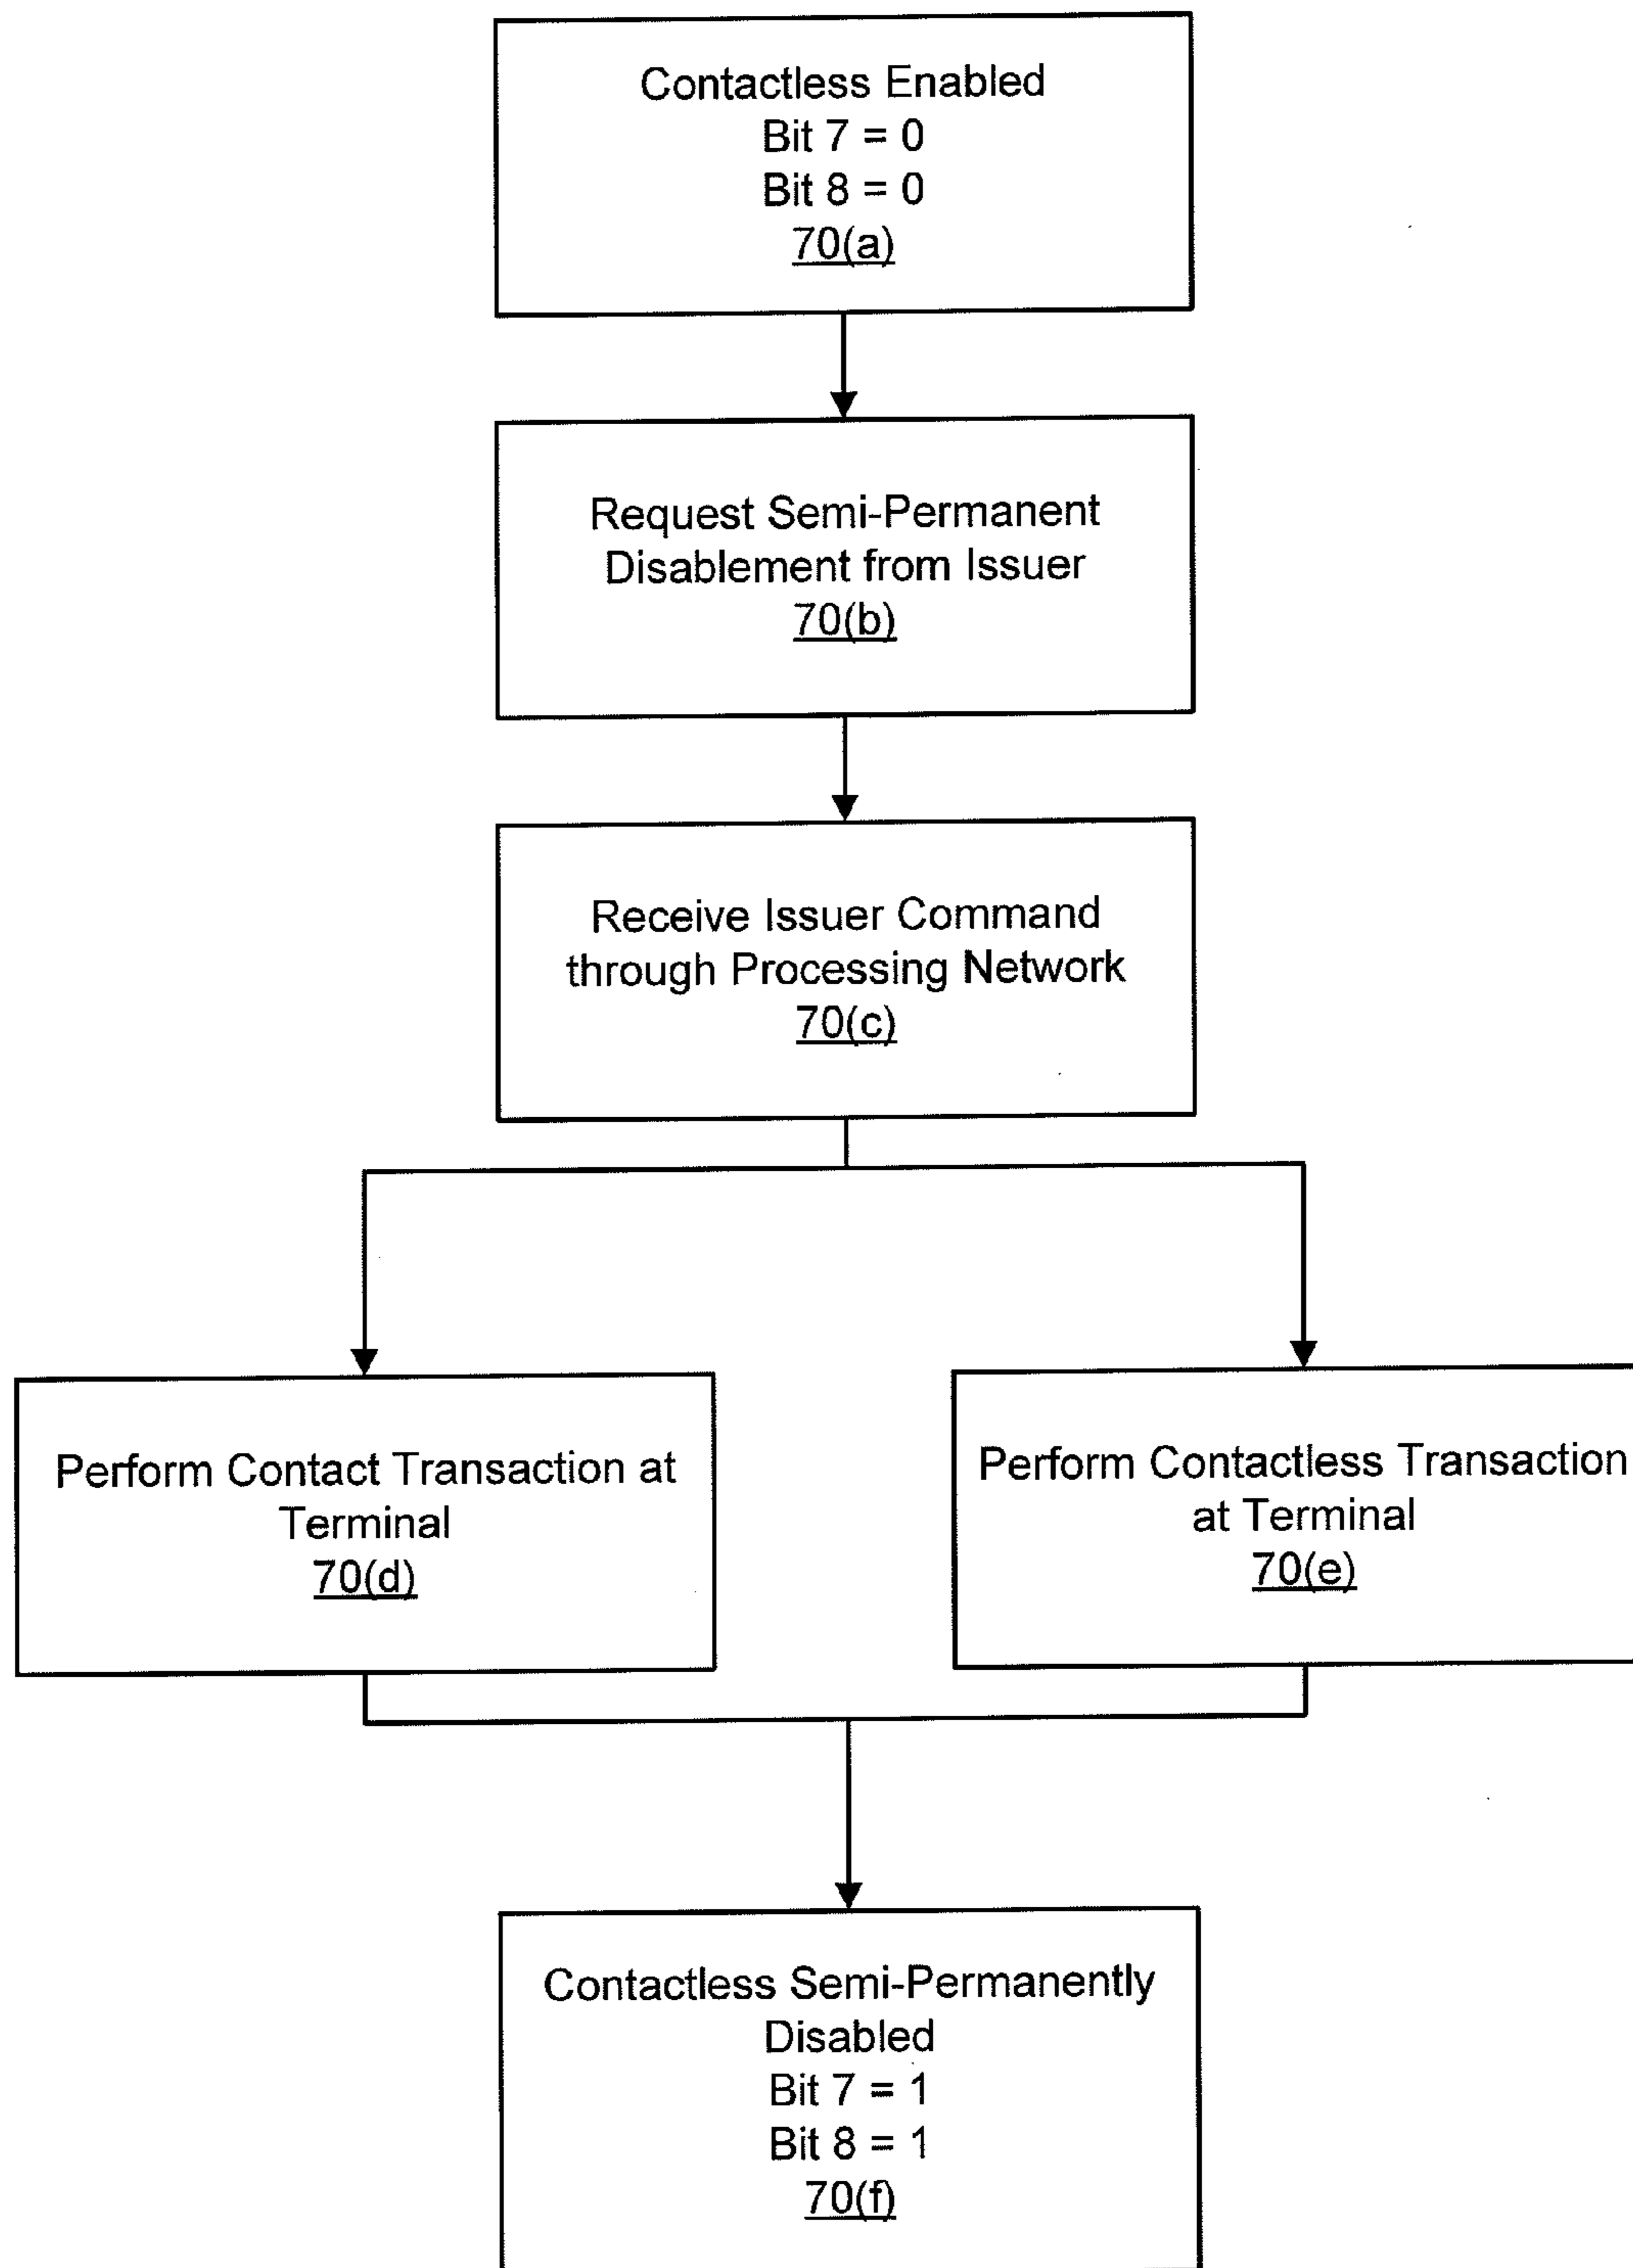 Contactless Enabled
Bit 7 = 0
Bit 8 = 0
70(a)
Request Semi-Permanent
Disablement from Issuer
70(b)
Receive Issuer Command
through Processing Network
70(c)
Perform Contact Transaction at
Terminal
70(d)
Perform Contactless Transaction
at Terminal
70(e)
Contactless Semi-Permanently
Disabled
Bit 7 = 1
Bit 8 = 1
70(f)